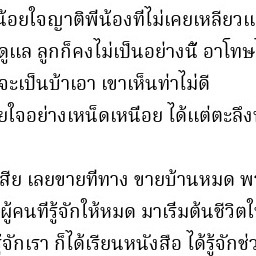 น้อยใจญาติพี่น้องที่ไม่เคยเหลียวแ
ดูแล ลูกก็คงไม่เป็นอย่างนี้ อาโทษ
จะเป็นบ้าเอา เขาเห็นท่าไม่ดี
ยใจอย่างเหน็ดเหนื่อย ได้แต่ตะลึง
สีย เลยขายที่ทาง ขายบ้านหมด พ
ผู้คนที่รู้จักให้หมด มาเริ่มต้นชีวิตใ
รู้จักเรา ก็ได้เรียนหนังสือ ได้รู้จักช่ว